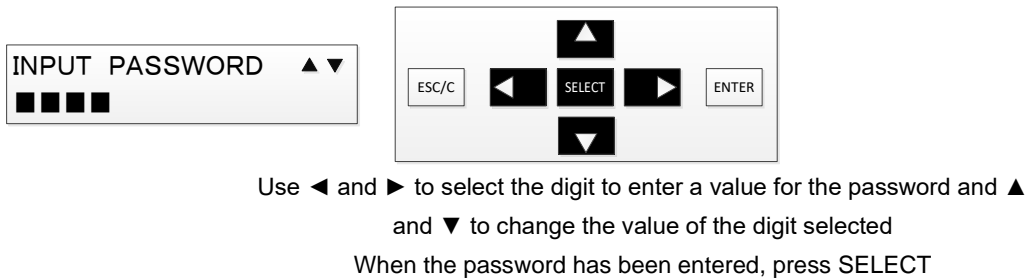 INPUT PASSWORD ▲ ▼
■■■■
ESC/C ◄ SELECT ► ENTER
▲
▼
Use ◄ and ► to select the digit to enter a value for the password and ▲
and ▼ to change the value of the digit selected
When the password has been entered, press SELECT